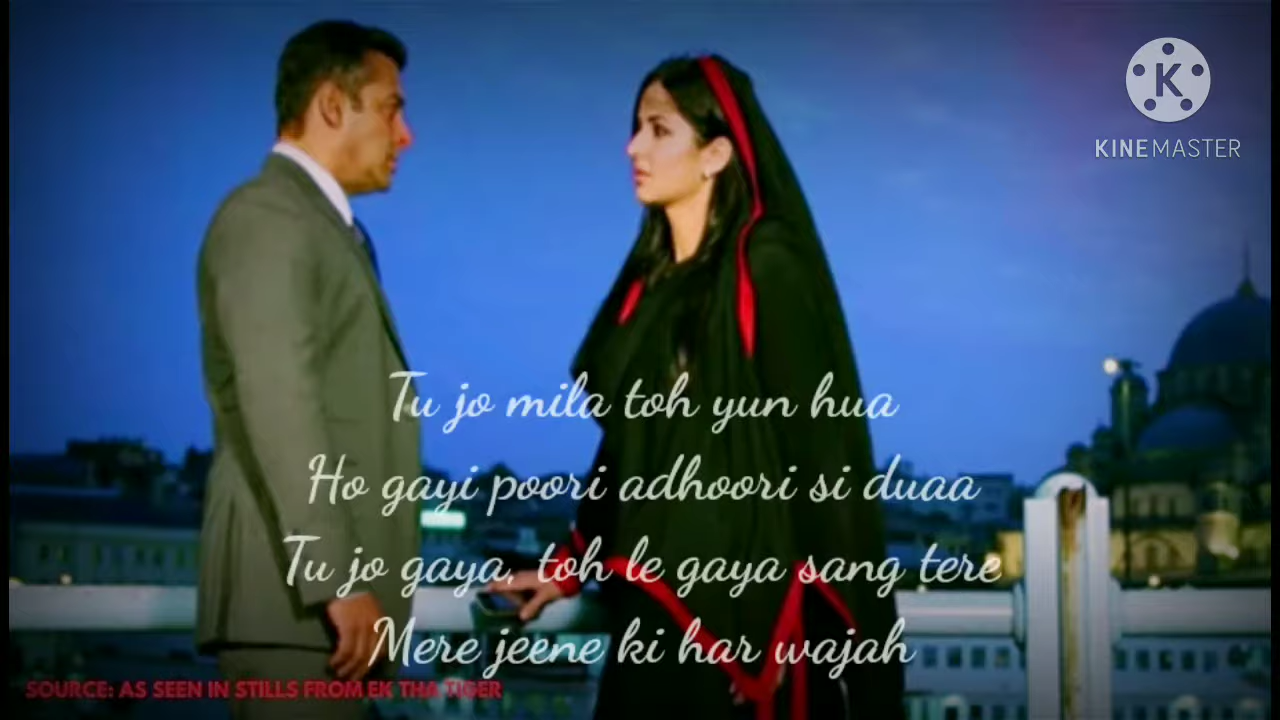 K
KINEMASTER
Tu jo mila toh yun hua
Ho gayi poori adhoori si duaa
Tu jo gaya, toh le gaya sang tere
Mere jeene ki har wajah
SOURCE: AS SEEN IN STILLS FROM EK THA TIGER